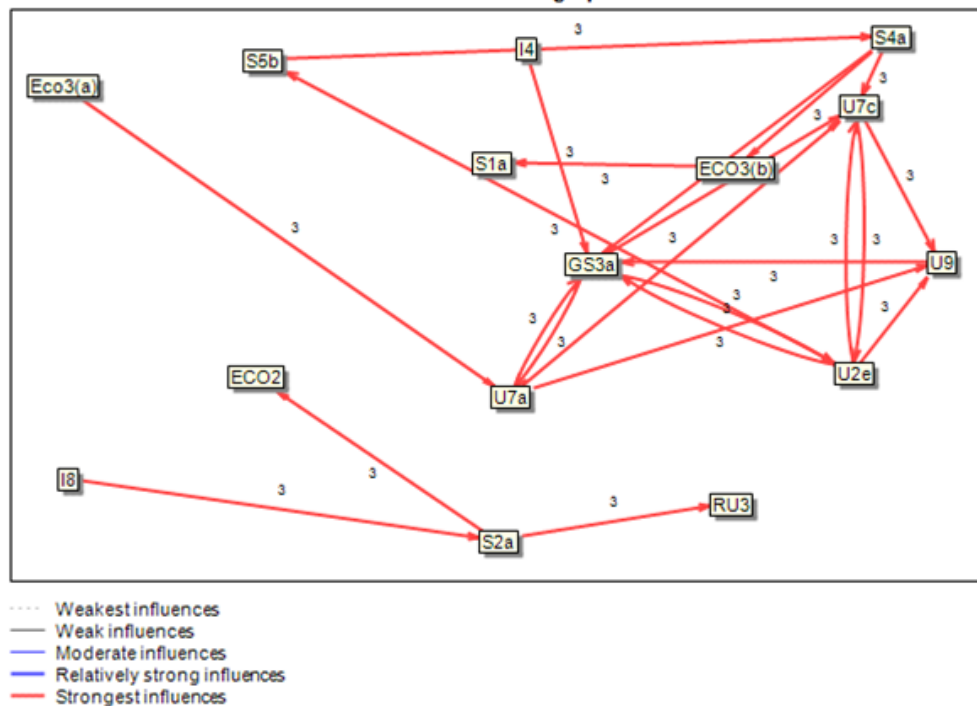 3
S4a
I4
S5b
3
Eco3(a)
U7c
3
S1a
3
ECO3(b)
3
3
3
3
3
3
3
3
GS3a
U9
3
3
3
3
3
3
3
3
ECO2
U2e
U7a
3
I8
3
3
RU3
S2a
Weakest influences
Weak influences
Moderate influences
Relatively strong influences
Strongest influences